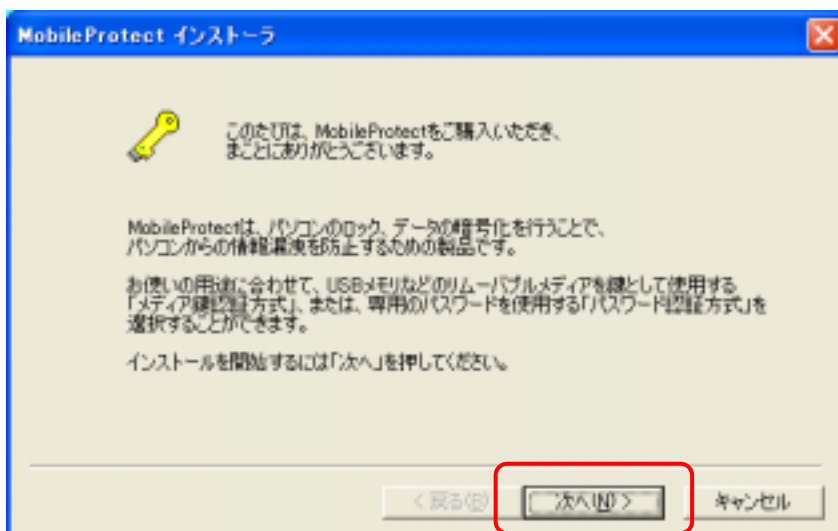 MobileProtect インストーラ
このたびは、MobileProtectをご購入いただき、
まことにありがとうございます。
MobileProtectは、パソコンのロック、データの暗号化を行うことで、
パソコンからの情報漏洩を防止するための製品です。
お使いの用途に合わせて、USBメモリなどのリムーバブルメディアを鍵として使用する
「メディア鍵認証方式」、または、専用のパスワードを使用する「パスワード認証方式」を
選択することができます。
インストールを開始するには「次へ」を押してください。
< 戻る(B) 次へ(N) > キャンセル